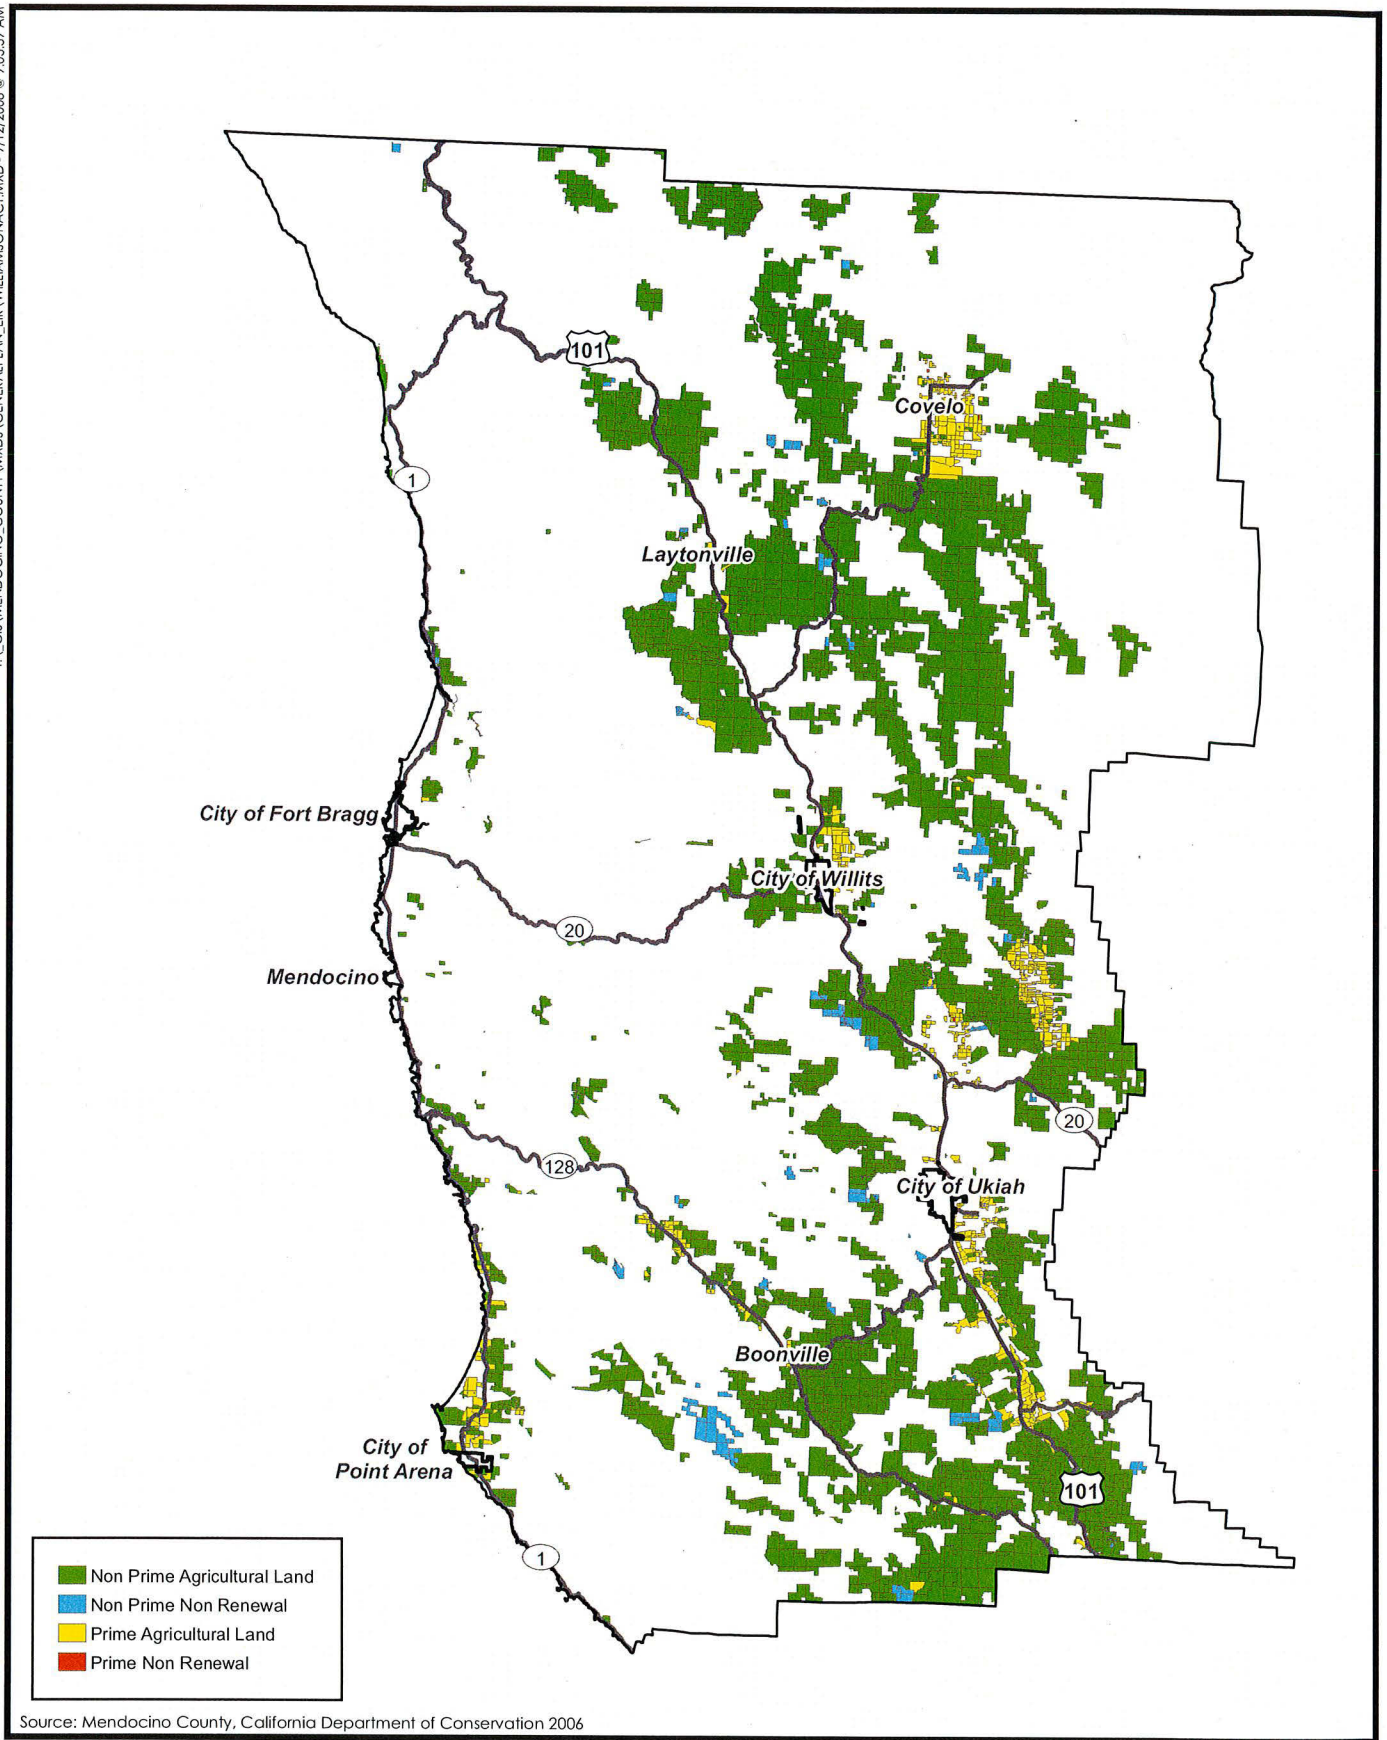 101
Covelo
1
Laytonville
City of Fort Bragg
City of Willits
20
Mendocino
20
128
City of Ukiah
Boonville
City of
Point Arena
101
1
Non Prime Agricultural Land
Non Prime Non Renewal
Prime Agricultural Land
Prime Non Renewal
Source: Mendocino County, California Department of Conservation 2006